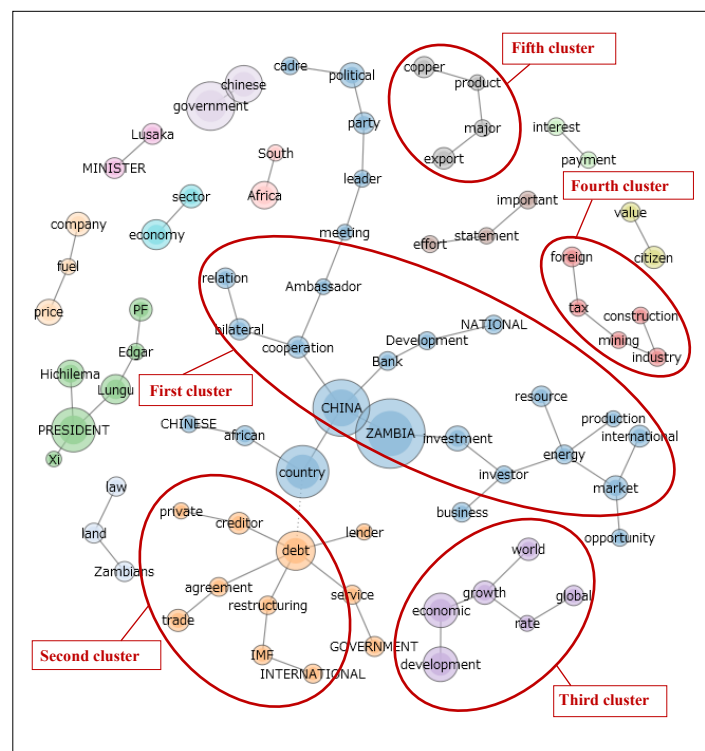 Fifth cluster
cadre
political
copper
product
chinese
government
party
major
export
interest
payment
Lusaka
MINISTER
South
Africa
leader
sector
economy
important
statement
effort
Fourth cluster
value
citizen
company
fuel
price
meeting
foreign
tax
construction
mining
industry
relation
bilateral
Ambassador
cooperation
Development
NATIONAL
Bank
PF
Edgar
Hichilema
Lungu
PRESIDENT
Xi
First cluster
CHINA
ZAMBIA
CHINESE
african
country
resource
production
international
investment
energy
investor
market
business
opportunity
law
land
Zambians
private
creditor
lender
debt
agreement
restructuring
service
trade
IMF
GOVERNMENT
INTERNATIONAL
Second cluster
world
growth
global
economic
rate
development
Third cluster